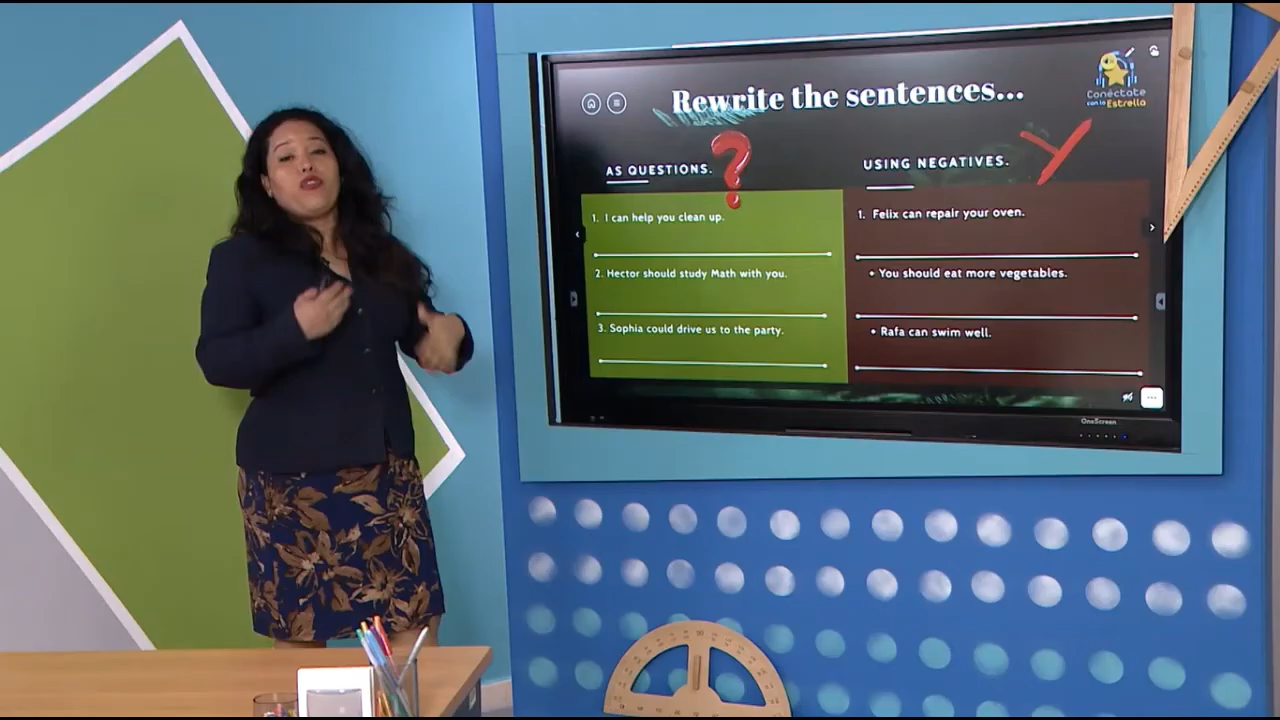 Rewrite the sentences...
Conéctate
con la Estrella
AS QUESTIONS.
?
USING NEGATIVES.
1. I can help you clean up.
2. Hector should study Math with you.
3. Sophia could drive us to the party.
1. Felix can repair your oven.
• You should eat more vegetables.
• Rafa can swim well.
OneScreen